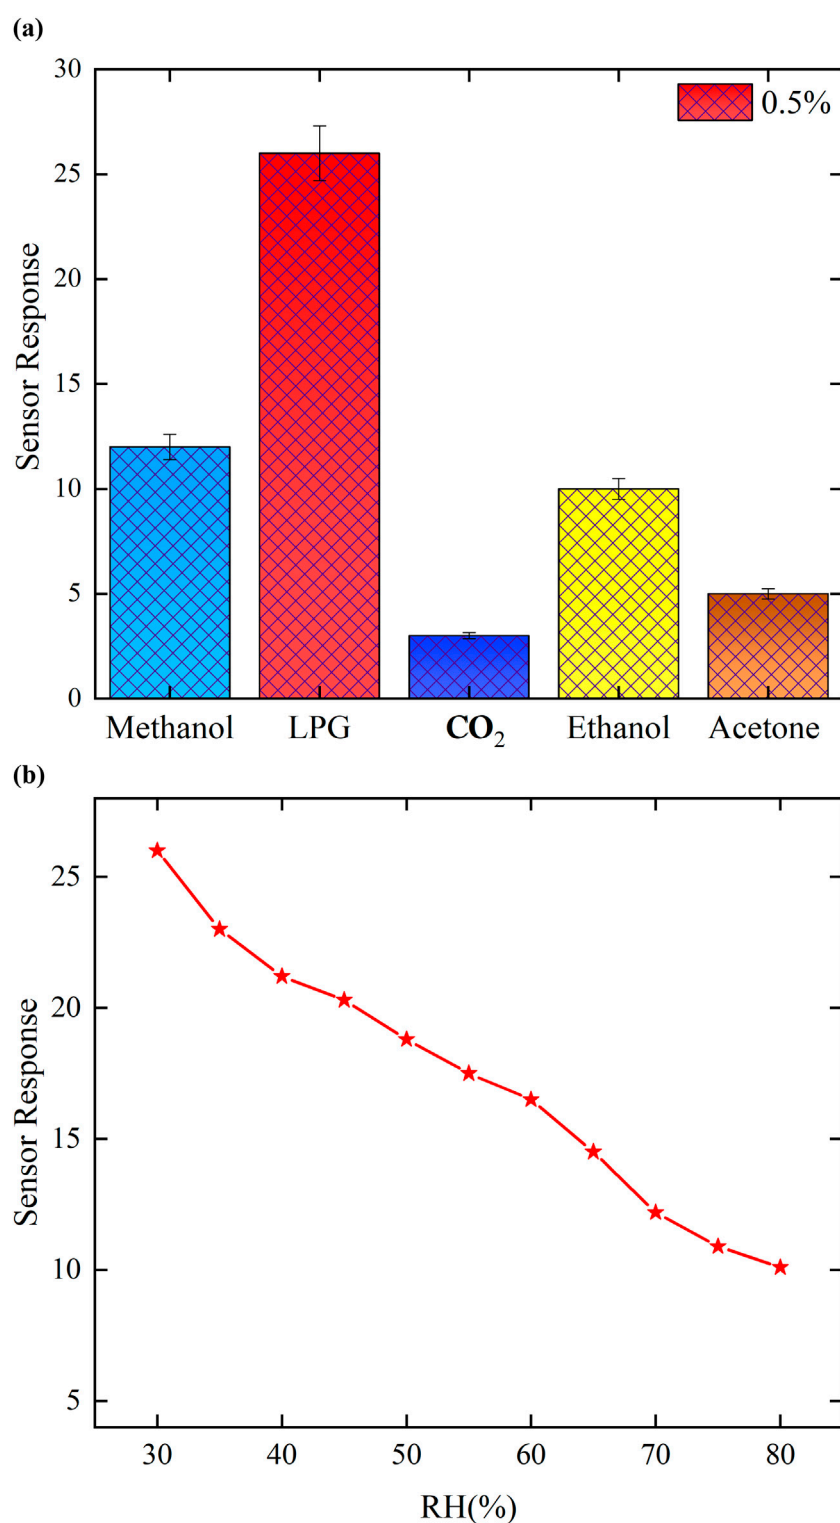 (a)
30
0.5%
25
20
15
10
5
0
Sensor Response
Methanol LPG CO₂ Ethanol Acetone
(b)
25
20
15
10
5
Sensor Response
30 40 50 60 70 80
RH(%)